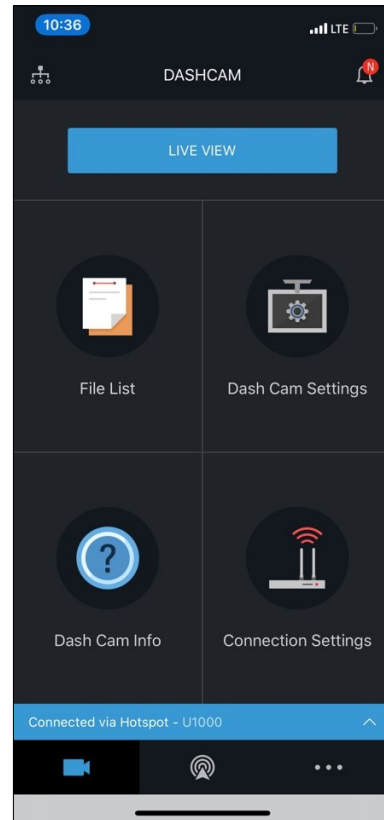 10:36
LTE
DASHCAM
N
LIVE VIEW
File List
Dash Cam Settings
?
Dash Cam Info
Connection Settings
Connected via Hotspot - U1000